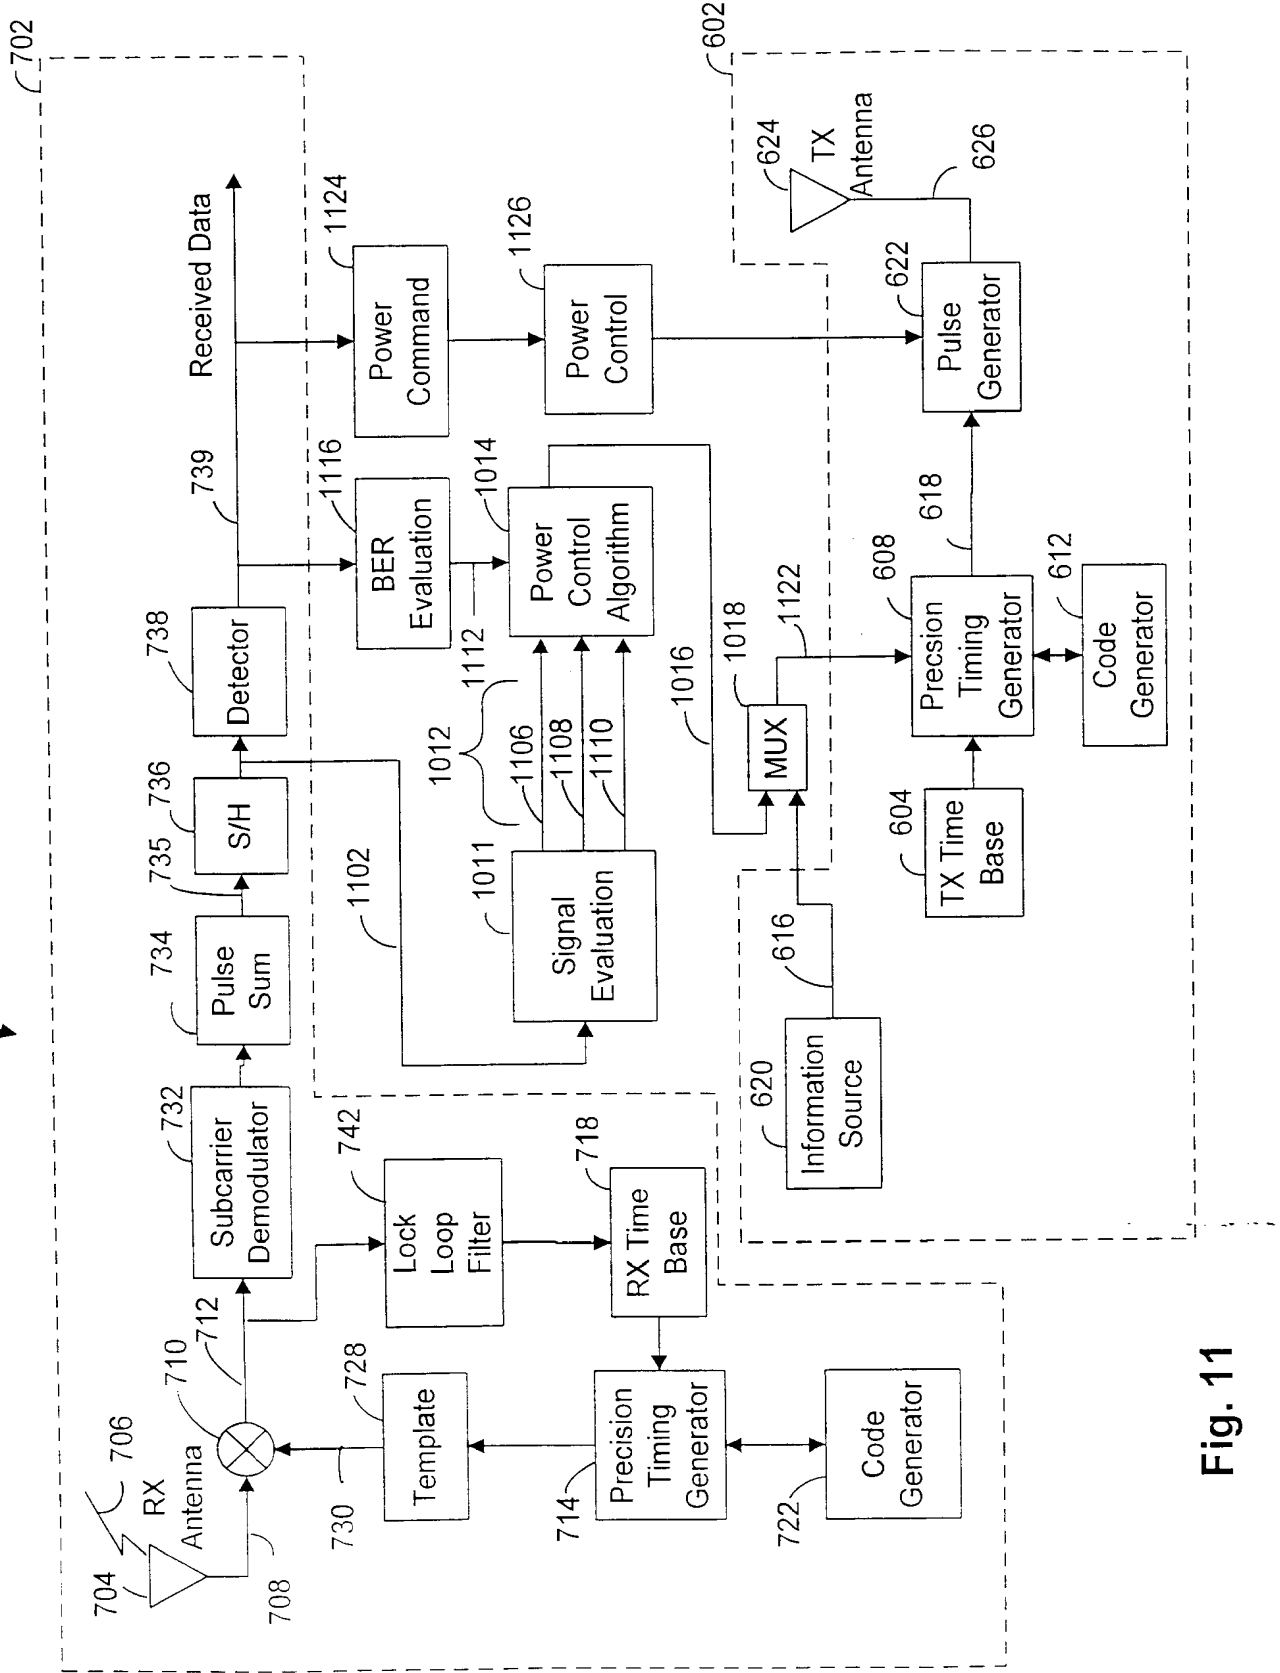 702
Received Data
739
738
Detector
736
S/H
735
734
Pulse
Sum
732
Subcarrier
Demodulator
712
710
706
RX
Antenna
704
708
730
728
Template
742
Lock
Loop
Filter
718
RX Time
Base
714
Precision
Timing
Generator
722
Code
Generator
1102
1011
Signal
Evaluation
1012
1106
1108
1110
1112
1116
BER
Evaluation
1014
Power
Control
Algorithm
1124
Power
Command
1126
Power
Control
1016
1018
MUX
1122
602
624
TX
Antenna
626
622
Pulse
Generator
618
608
Precsion
Timing
Generator
612
Code
Generator
604
TX Time
Base
616
620
Information
Source
Fig. 11